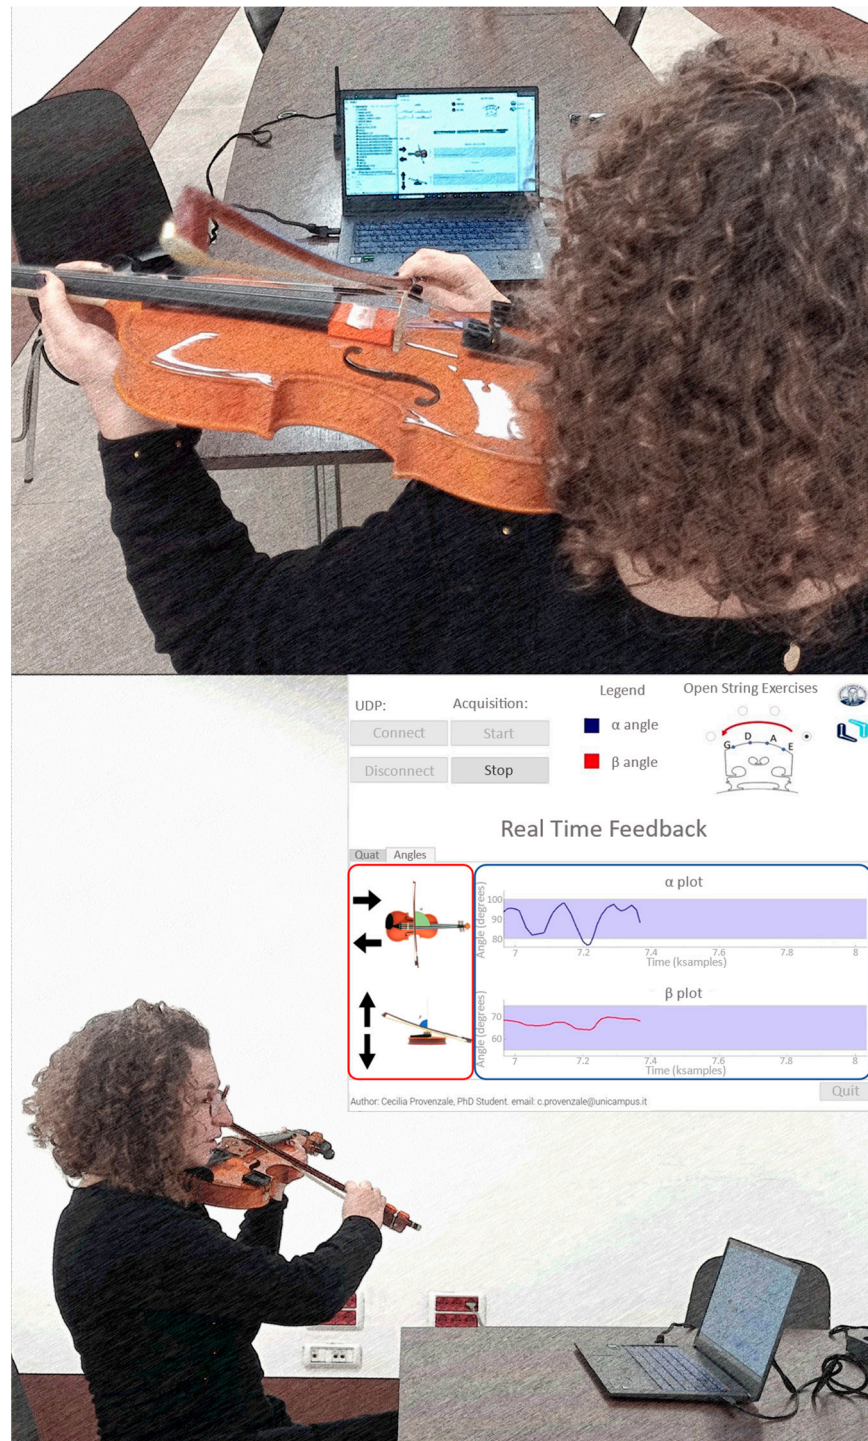 UDP:
Acquisition:
Legend
Open String Exercises
Connect
Start
α angle
G D A E
Disconnect
Stop
β angle
Real Time Feedback
Quat
Angles
α plot
Angle (degrees)
100
90
80
7
7.2
7.4
7.6
7.8
8
Time (ksamples)
β plot
Angle (degrees)
70
60
7
7.2
7.4
7.6
7.8
8
Time (ksamples)
Quit
Author: Cecilia Provenzale, PhD Student. email: c.provenzale@unicampus.it